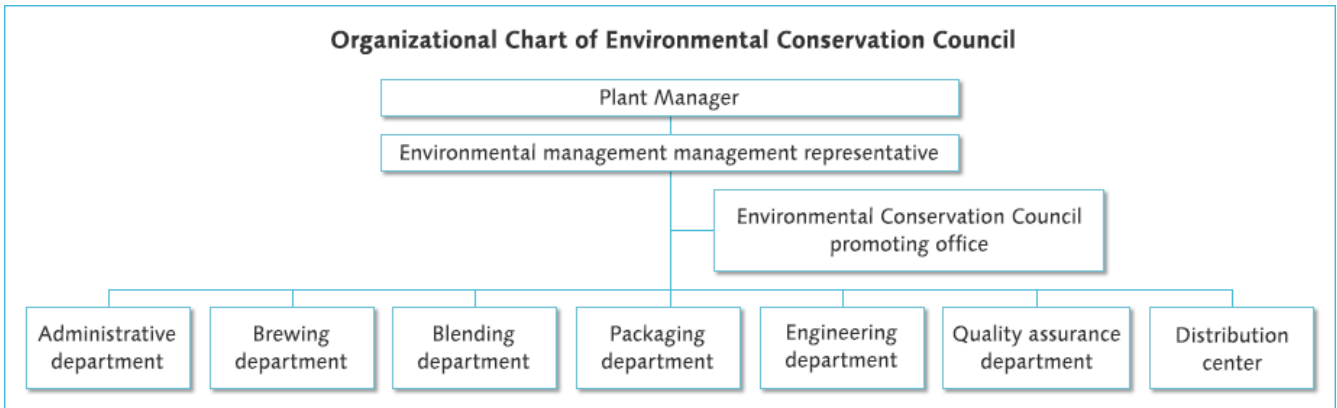 Organizational Chart of Environmental Conservation Council
Plant Manager
Environmental management management representative
Environmental Conservation Council
promoting office
Administrative
department
Brewing
department
Blending
department
Packaging
department
Engineering
department
Quality assurance
department
Distribution
center